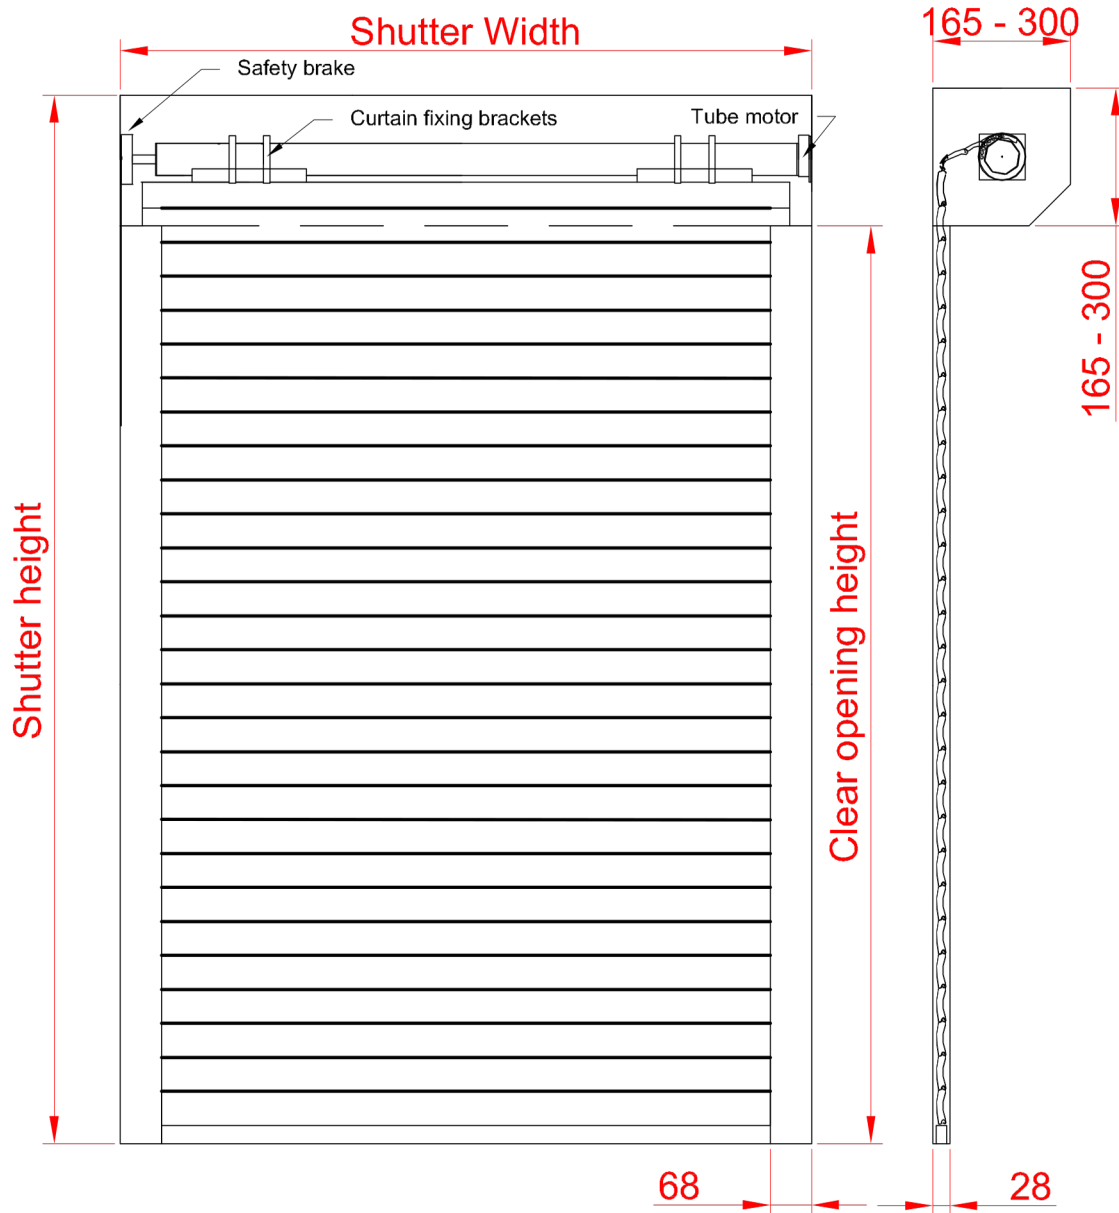 Shutter Width
165 - 300
Safety brake
Curtain fixing brackets
Tube motor
165 - 300
Shutter height
Clear opening height
68
28